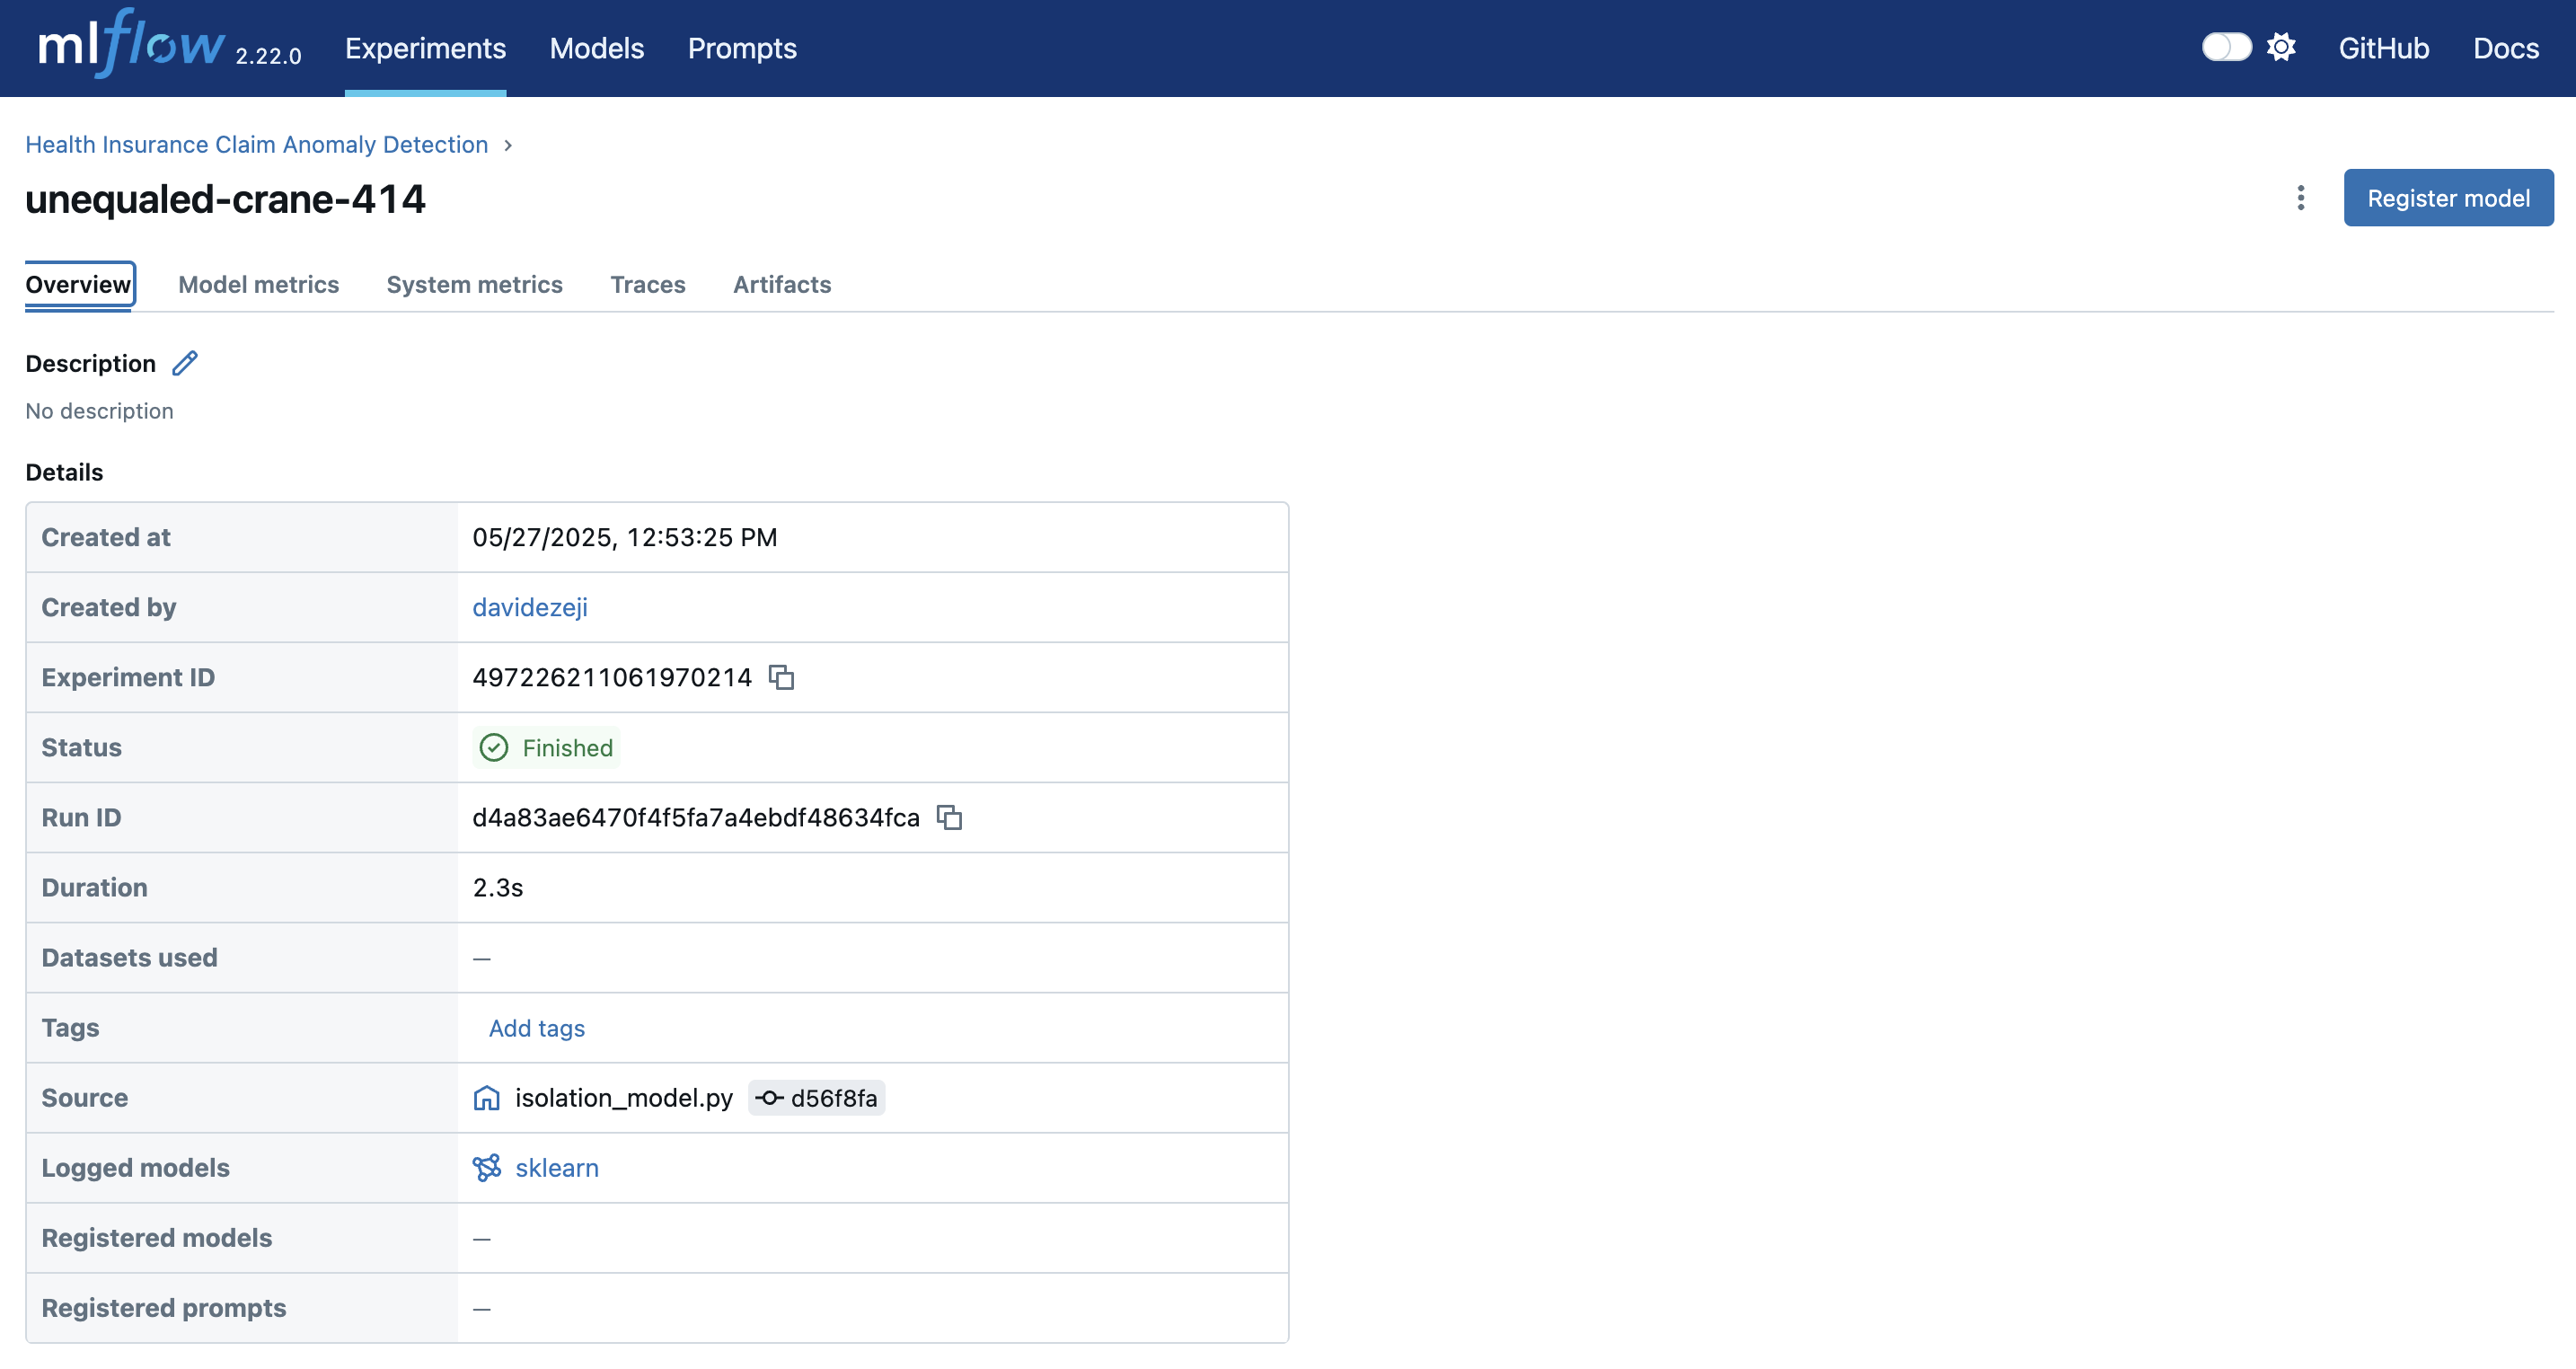 mlflow 2.22.0 Experiments Models Prompts GitHub Docs
Health Insurance Claim Anomaly Detection
unequaled-crane-414 Register model
Overview Model metrics System metrics Traces Artifacts
Description
No description
Details
Created at 05/27/2025, 12:53:25 PM
Created by davidezeji
Experiment ID 497226211061970214
Status Finished
Run ID d4a83ae6470f4f5fa7a4ebdf48634fca
Duration 2.3s
Datasets used —
Tags Add tags
Source isolation_model.py d56f8fa
Logged models sklearn
Registered models —
Registered prompts —